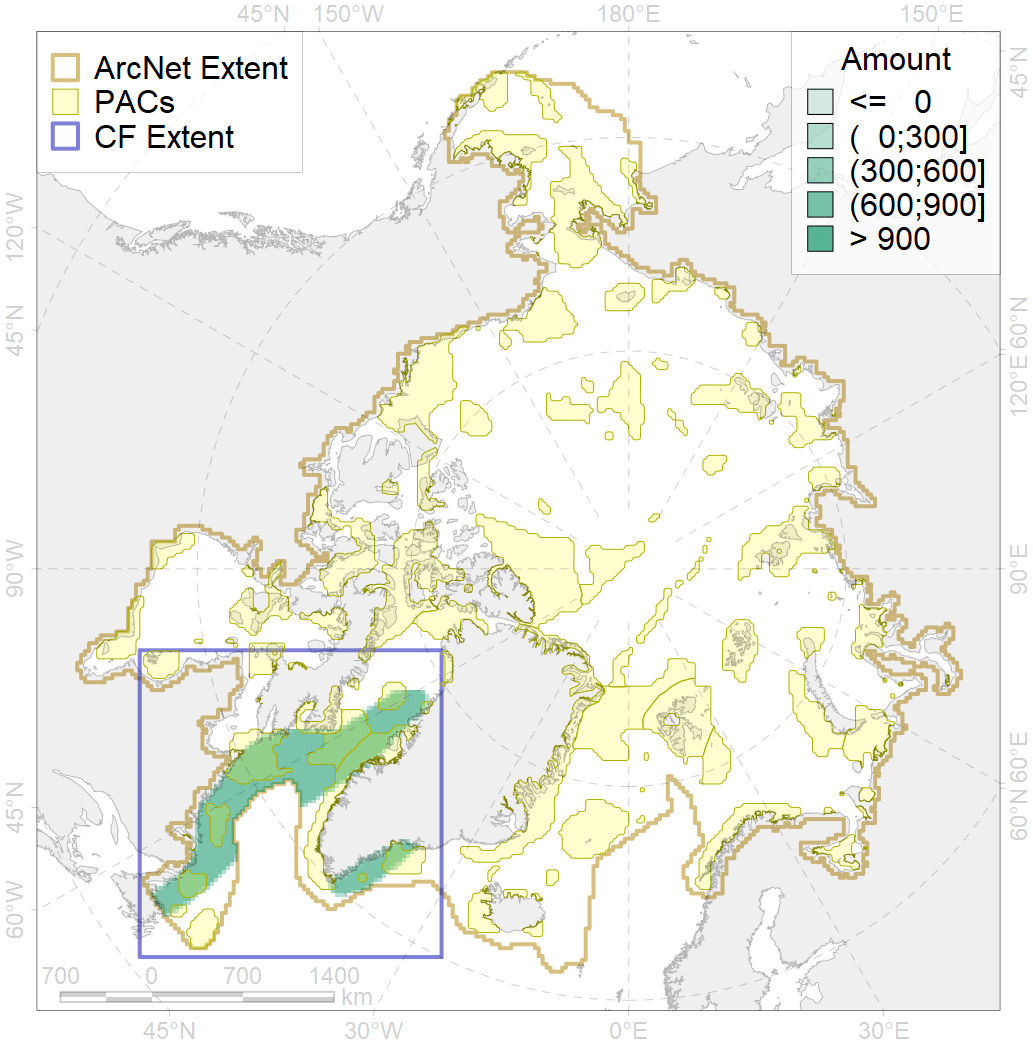 45°N 150°W 180°E 150°E
ArcNet Extent
PACs
CF Extent
Amount
<= 0
( 0;300]
(300;600]
(600;900]
> 900
45°N
60°N
120°E
90°E
60°E
60°N
120°W
45°N
90°W
45°N
60°W
700 0 700 1400
km
45°N 30°W 0°E 30°E